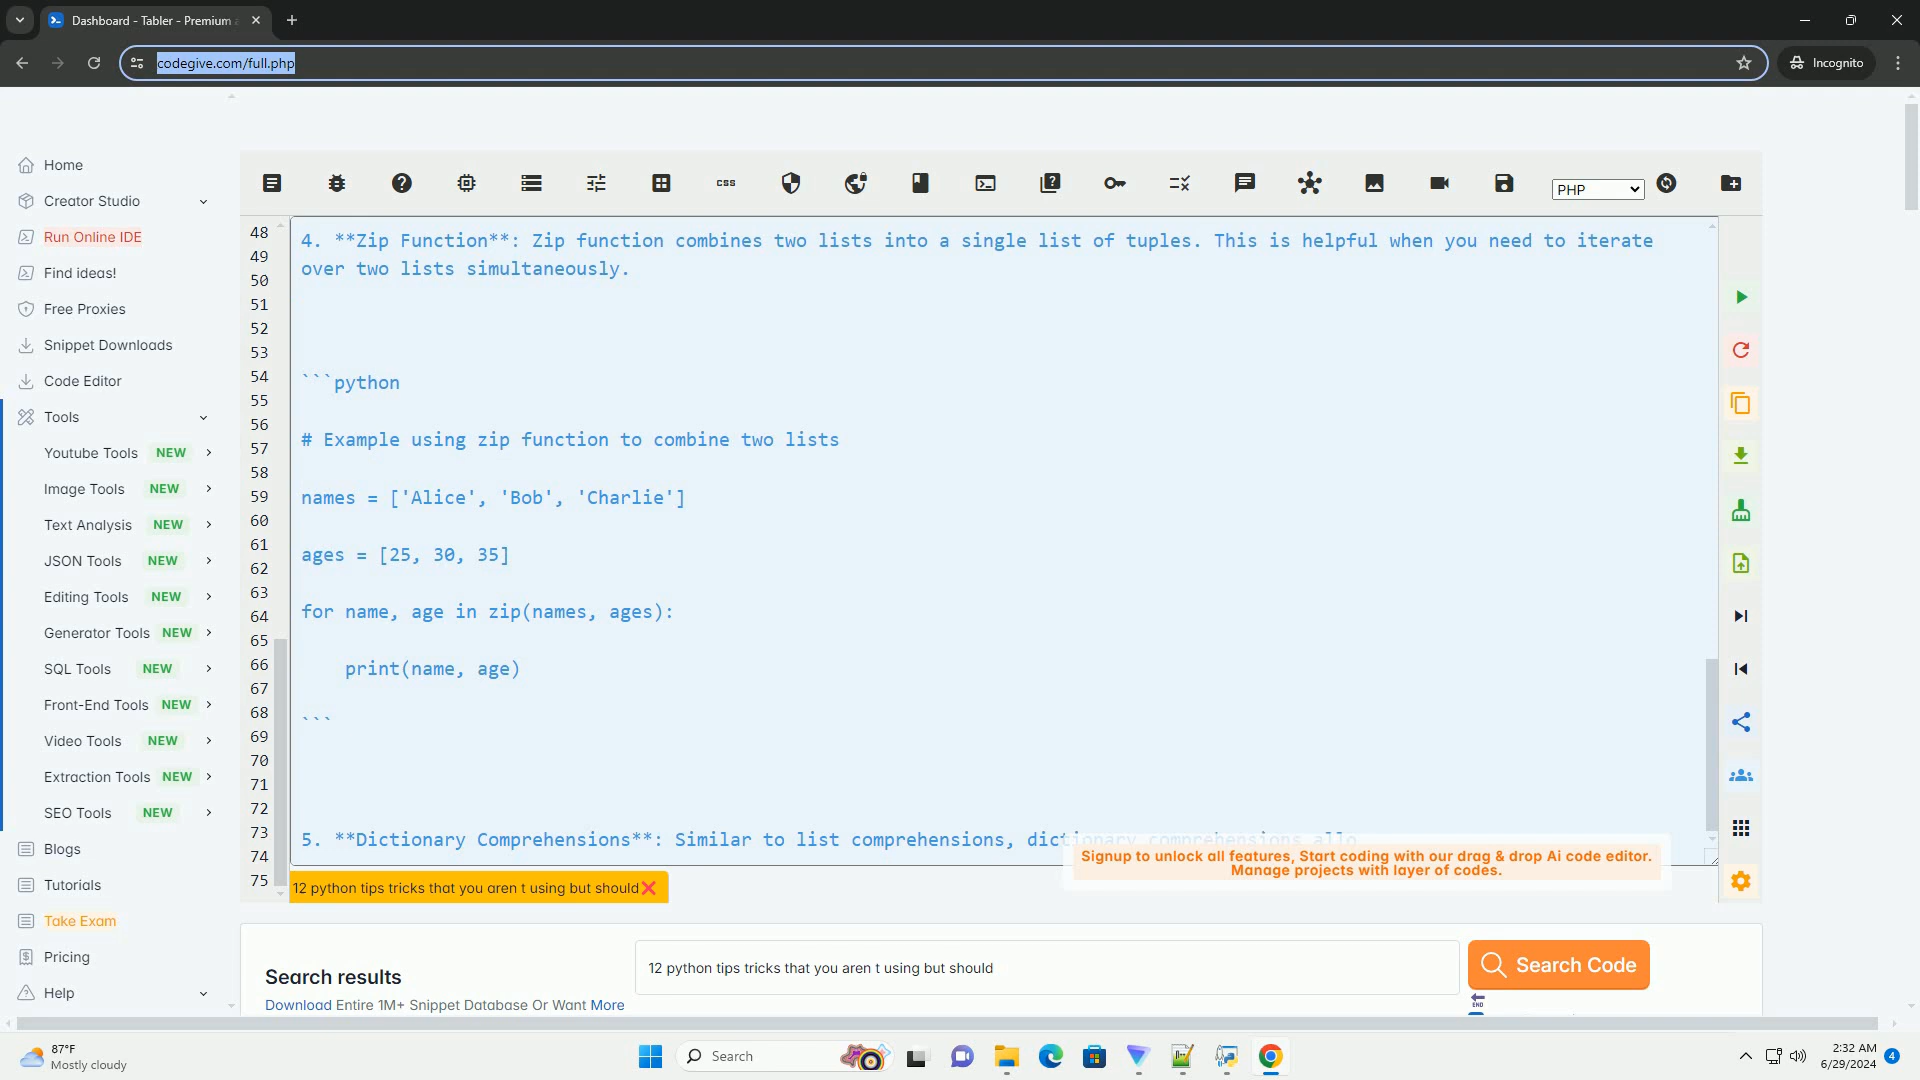 Dashboard - Tabler - Premium
codegive.com/full.php
Incognito
Home
Creator Studio
Run Online IDE
Find ideas!
Free Proxies
Snippet Downloads
Code Editor
Tools
Youtube Tools NEW
Image Tools NEW
Text Analysis NEW
JSON Tools NEW
Editing Tools NEW
Generator Tools NEW
SQL Tools NEW
Front-End Tools NEW
Video Tools NEW
Extraction Tools NEW
SEO Tools NEW
Blogs
Tutorials
Take Exam
Pricing
Help
css
PHP
48
49
50
51
52
53
54
55
56
57
58
59
60
61
62
63
64
65
66
67
68
69
70
71
72
73
74
75
4. **Zip Function**: Zip function combines two lists into a single list of tuples. This is helpful when you need to iterate
over two lists simultaneously.
```python
# Example using zip function to combine two lists
names = ['Alice', 'Bob', 'Charlie']
ages = [25, 30, 35]
for name, age in zip(names, ages):
print(name, age)
```
5. **Dictionary Comprehensions**: Similar to list comprehensions, dictionary comprehensions allo
Signup to unlock all features, Start coding with our drag & drop Ai code editor.
Manage projects with layer of codes.
12 python tips tricks that you aren t using but should
Search results
Download Entire 1M+ Snippet Database Or Want More
12 python tips tricks that you aren t using but should
Search Code
END
87°F
Mostly cloudy
Search
2:32 AM
6/29/2024
4